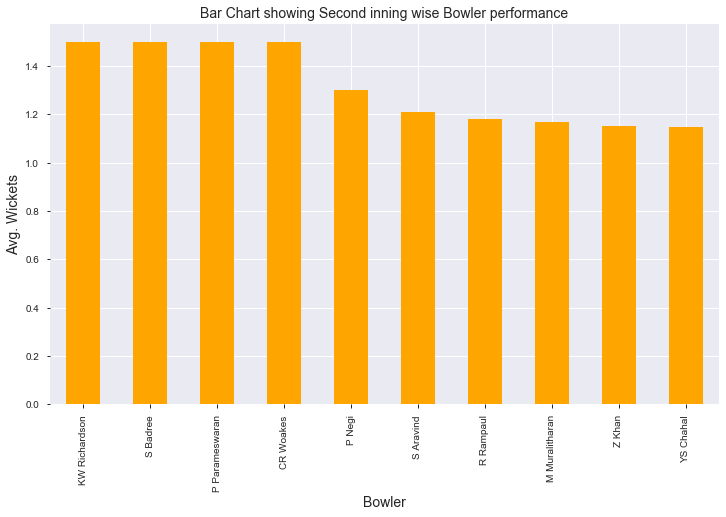 Bar Chart showing Second inning wise Bowler performance
Avg. Wickets
1.4
1.2
1.0
0.8
0.6
0.4
0.2
0.0
KW Richardson
S Badree
P Parameswaran
CR Woakes
P Negi
S Aravind
R Rampaul
M Muralitharan
Z Khan
YS Chahal
Bowler